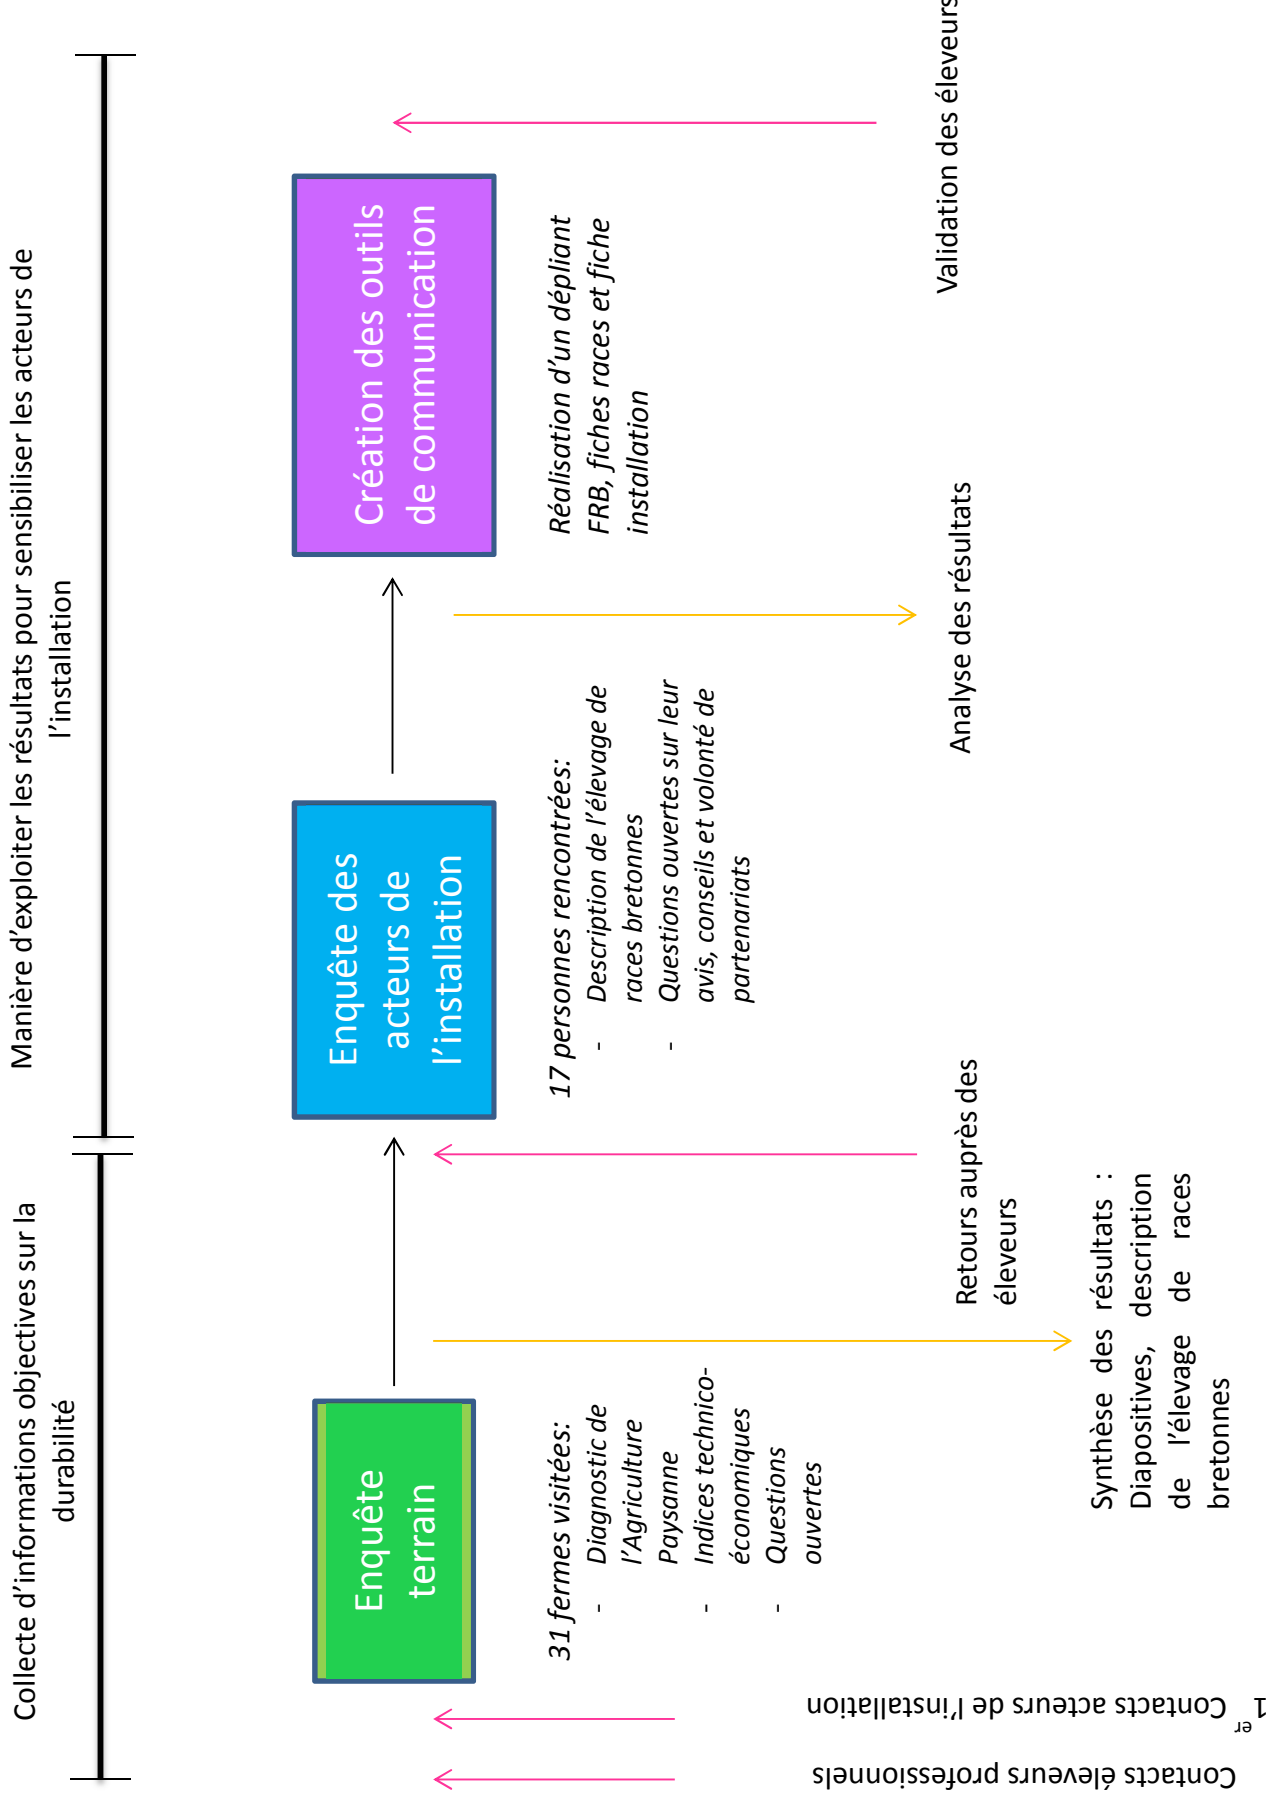 Collecte d'informations objectives sur la
durabilité
Manière d'exploiter les résultats pour sensibiliser les acteurs de
l'installation
Enquête
terrain
Enquête des
acteurs de
l'installation
Création des outils
de communication
31 fermes visitées:
- Diagnostic de
l'Agriculture
Paysanne
- Indices technico-
économiques
- Questions
ouvertes
17 personnes rencontrées:
- Description de l'élevage de
races bretonnes
- Questions ouvertes sur leur
avis, conseils et volonté de
partenariats
Réalisation d'un dépliant
FRB, fiches races et fiche
installation
Contacts éleveurs professionnels
1er Contacts acteurs de l'installation
Retours auprès des
éleveurs
Analyse des résultats
Validation des éleveurs
Synthèse des résultats :
Diapositives, description
de l'élevage de races
bretonnes